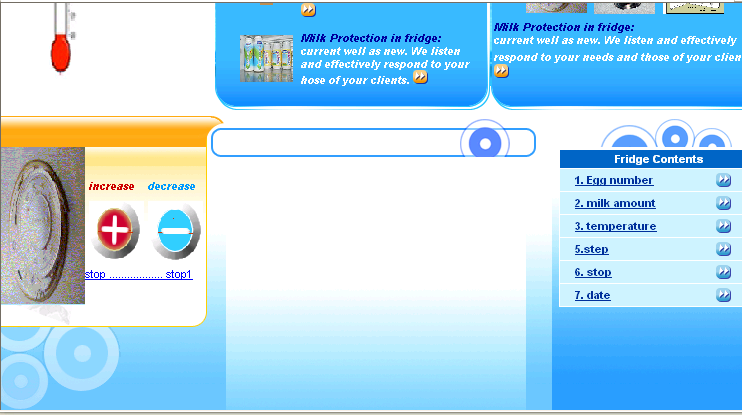 Milk Protection in fridge:
current well as new. We listen
and effectively respond to your
hose of your clients.
Milk Protection in fridge:
current well as new. We listen and effectively
respond to your needs and those of your clien
increase decrease
stop .................. stop1
Fridge Contents
1. Egg number
2. milk amount
3. temperature
5.step
6. stop
7. date